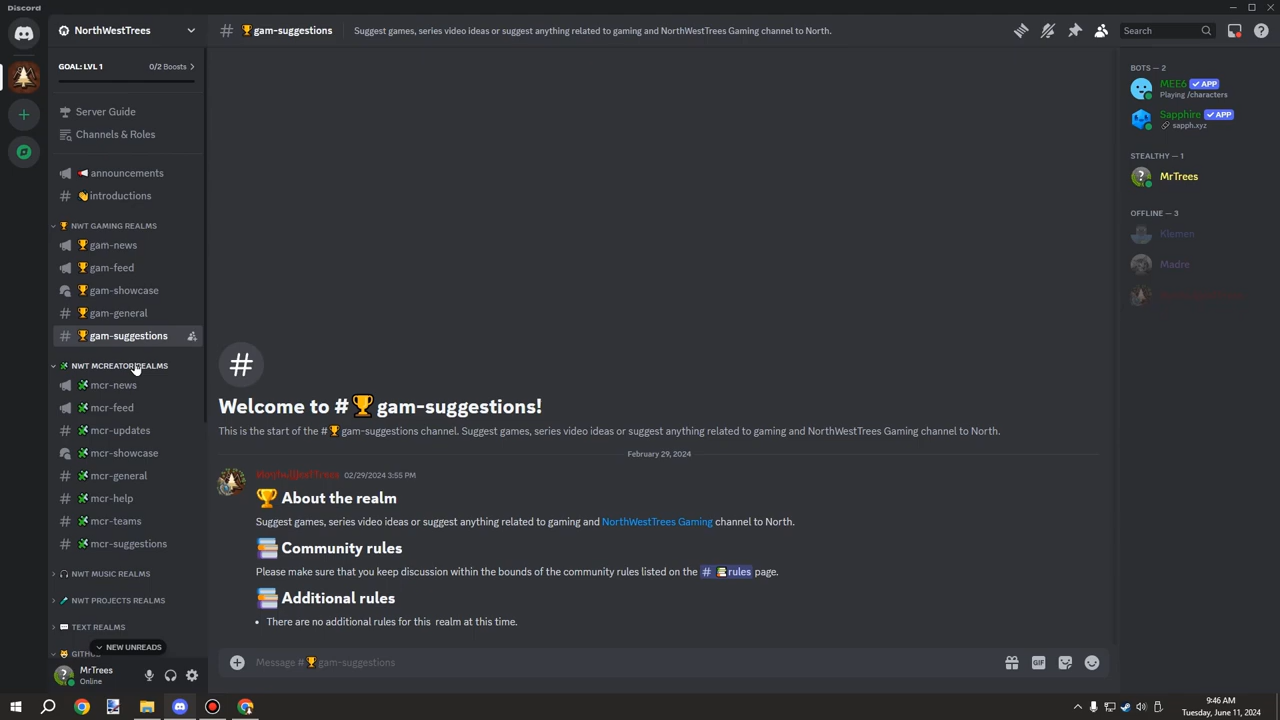 Discord
NorthWestTrees
GOAL: LVL 1
0/2 Boosts
Server Guide
Channels & Roles
announcements
introductions
NWT GAMING REALMS
gam-news
gam-feed
gam-showcase
gam-general
gam-suggestions
NWT MCREATOR REALMS
mcr-news
mcr-feed
mcr-updates
mcr-showcase
mcr-general
mcr-help
mcr-teams
mcr-suggestions
NWT MUSIC REALMS
NWT PROJECTS REALMS
TEXT REALMS
NEW UNREADS
MrTrees
Online
# gam-suggestions
Suggest games, series video ideas or suggest anything related to gaming and NorthWestTrees Gaming channel to North.
Search
Welcome to #🏆gam-suggestions!
This is the start of the #🏆gam-suggestions channel. Suggest games, series video ideas or suggest anything related to gaming and NorthWestTrees Gaming channel to North.
February 29, 2024
02/29/2024 3:55 PM
🏆 About the realm
Suggest games, series video ideas or suggest anything related to gaming and NorthWestTrees Gaming channel to North.
📚 Community rules
Please make sure that you keep discussion within the bounds of the community rules listed on the # 📚rules page.
📚 Additional rules
• There are no additional rules for this realm at this time.
Message #🏆gam-suggestions
GIF
BOTS — 2
MEE6 ✓ APP
Playing /characters
Sapphire ✓ APP
sapph.xyz
STEALTHY — 1
MrTrees
OFFLINE — 3
Klemen
Madre
9:46 AM
Tuesday, June 11, 2024